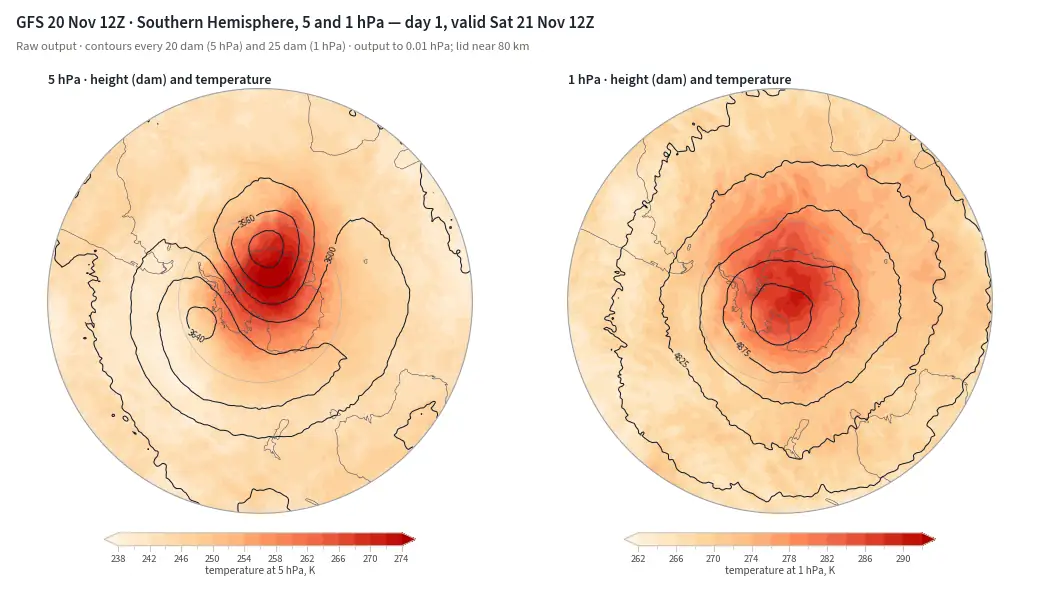 GFS 20 Nov 12Z · Southern Hemisphere, 5 and 1 hPa — day 1, valid Sat 21 Nov 12Z
Raw output · contours every 20 dam (5 hPa) and 25 dam (1 hPa) · output to 0.01 hPa; lid near 80 km
5 hPa · height (dam) and temperature
3560
3600
3640
238 242 246 250 254 258 262 266 270 274
temperature at 5 hPa, K
1 hPa · height (dam) and temperature
4825
4875
262 266 270 274 278 282 286 290
temperature at 1 hPa, K